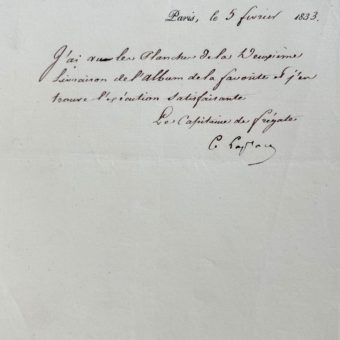 Paris, le 5 février 1833.
J'ai vu les Planches de la Deuxième
Livraison de l'album de la favorite et j'en
trouve l'exécution satisfaisante
Le Capitaine de frégate
C. Laplace